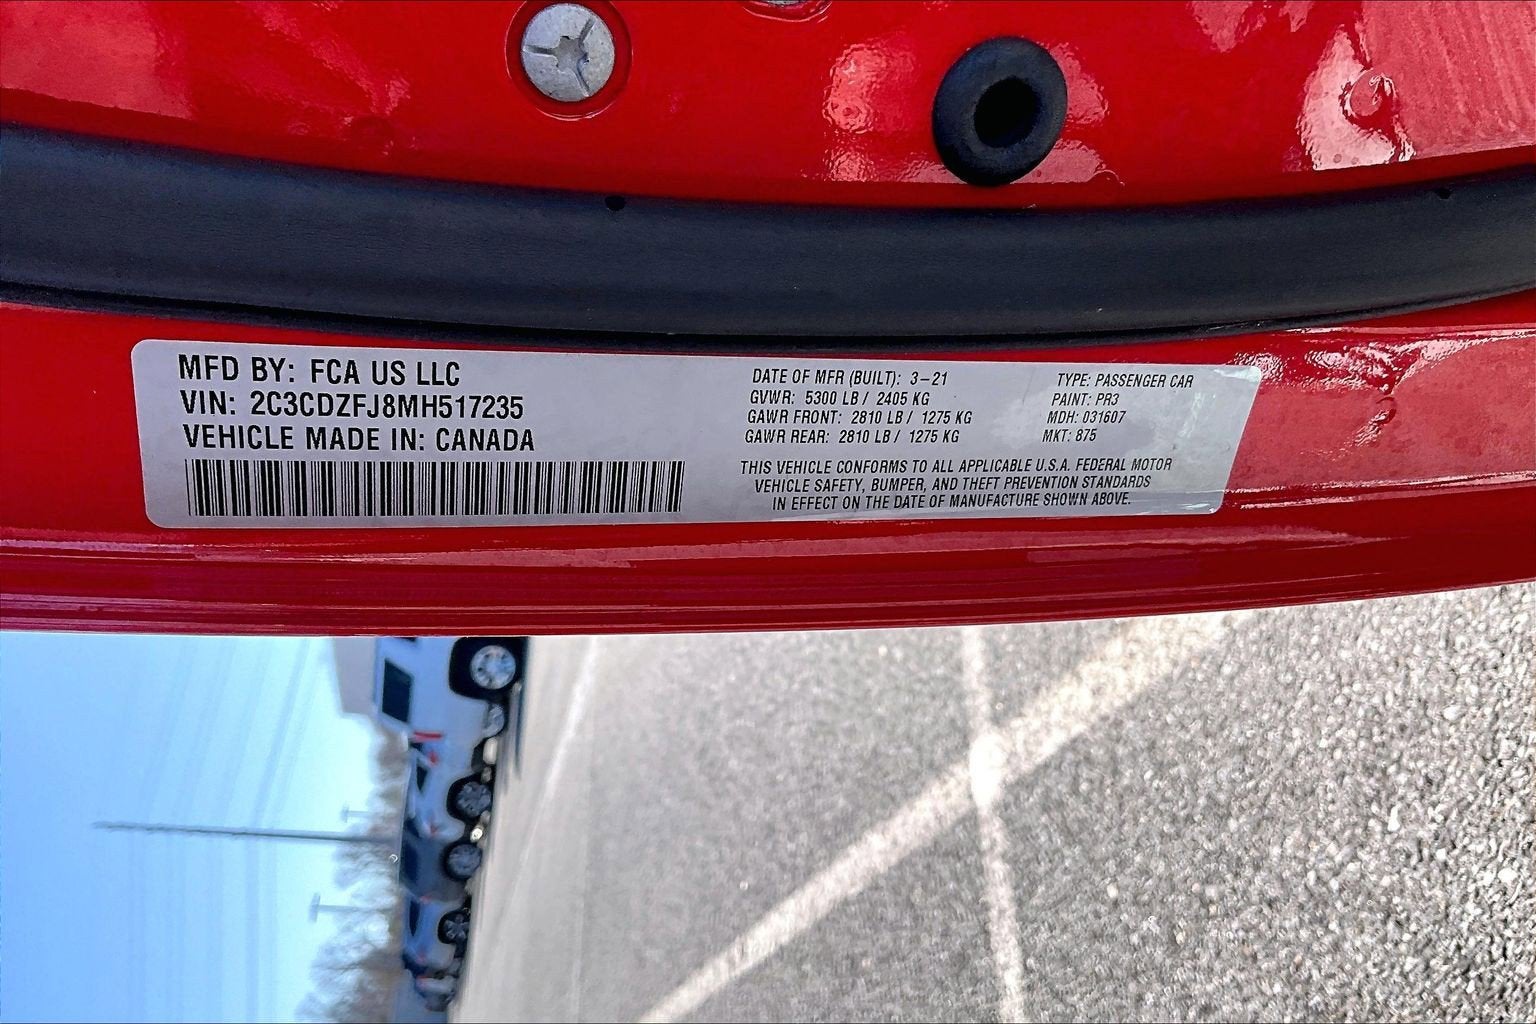 MFD BY: FCA US LLC
VIN: 2C3CDZFJ8MH517235
VEHICLE MADE IN: CANADA
DATE OF MFR (BUILT): 3-21
GVWR: 5300 LB / 2405 KG
GAWR FRONT: 2810 LB / 1275 KG
GAWR REAR: 2810 LB / 1275 KG
TYPE: PASSENGER CAR
PAINT: PR3
MDH: 031607
MKT: 875
THIS VEHICLE CONFORMS TO ALL APPLICABLE U.S.A. FEDERAL MOTOR
VEHICLE SAFETY, BUMPER, AND THEFT PREVENTION STANDARDS
IN EFFECT ON THE DATE OF MANUFACTURE SHOWN ABOVE.